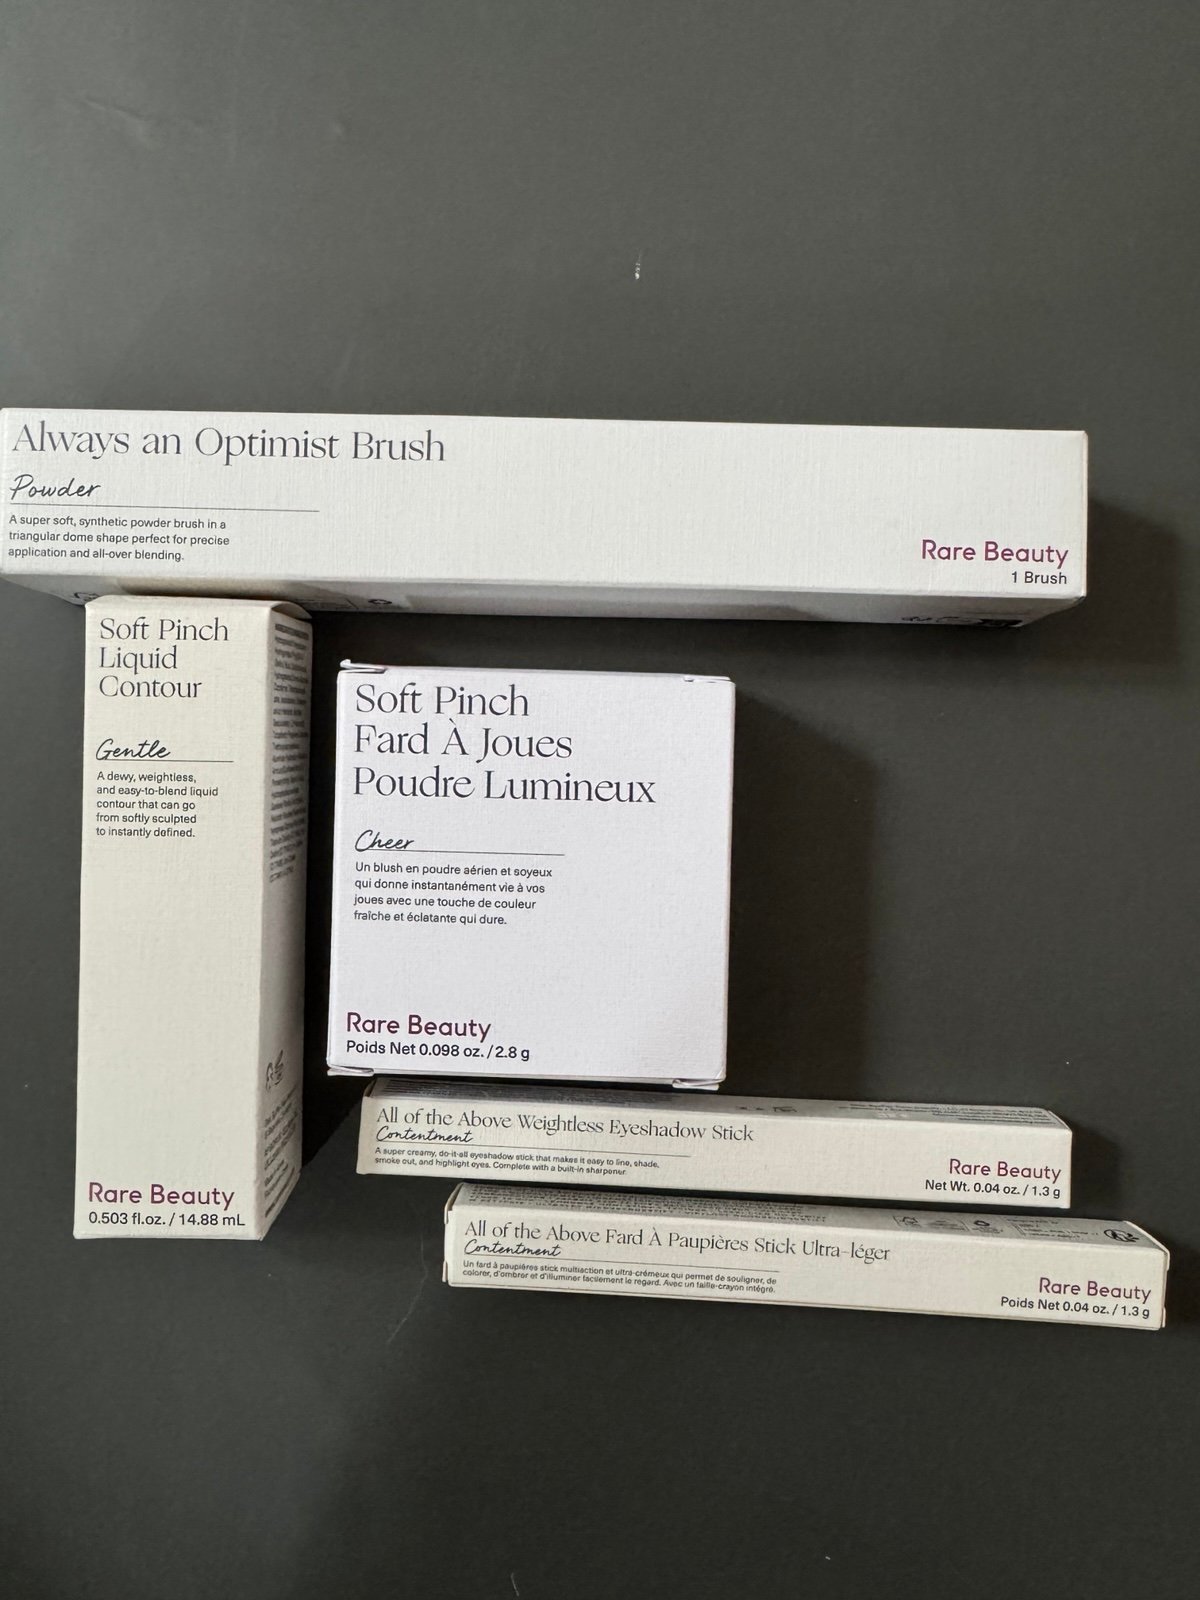 Always an Optimist Brush
Powder
A super soft, synthetic powder brush in a
triangular dome shape perfect for precise
application and all-over blending.
Rare Beauty
1 Brush
Soft Pinch
Liquid
Contour
Gentle
A dewy, weightless,
and easy-to-blend liquid
contour that can go
from softly sculpted
to instantly defined.
Rare Beauty
0.503 fl.oz. / 14.88 mL
Soft Pinch
Fard À Joues
Poudre Lumineux
Cheer
Un blush en poudre aérien et soyeux
qui donne instantanément vie à vos
joues avec une touche de couleur
fraîche et éclatante qui dure.
Rare Beauty
Poids Net 0.098 oz. / 2.8 g
All of the Above Weightless Eyeshadow Stick
Contentment
A super creamy, do-it-all eyeshadow stick that makes it easy to line, shade,
smoke out, and highlight eyes. Complete with a built-in sharpener.
Rare Beauty
Net Wt. 0.04 oz. / 1.3 g
All of the Above Fard À Paupières Stick Ultra-léger
Contentment
Un fard à paupières stick multiaction et ultra-crémeux qui permet de souligner, de
colorer, d'ombrer et d'illuminer facilement le regard. Avec un taille-crayon intégré.
Rare Beauty
Poids Net 0.04 oz. / 1.3 g